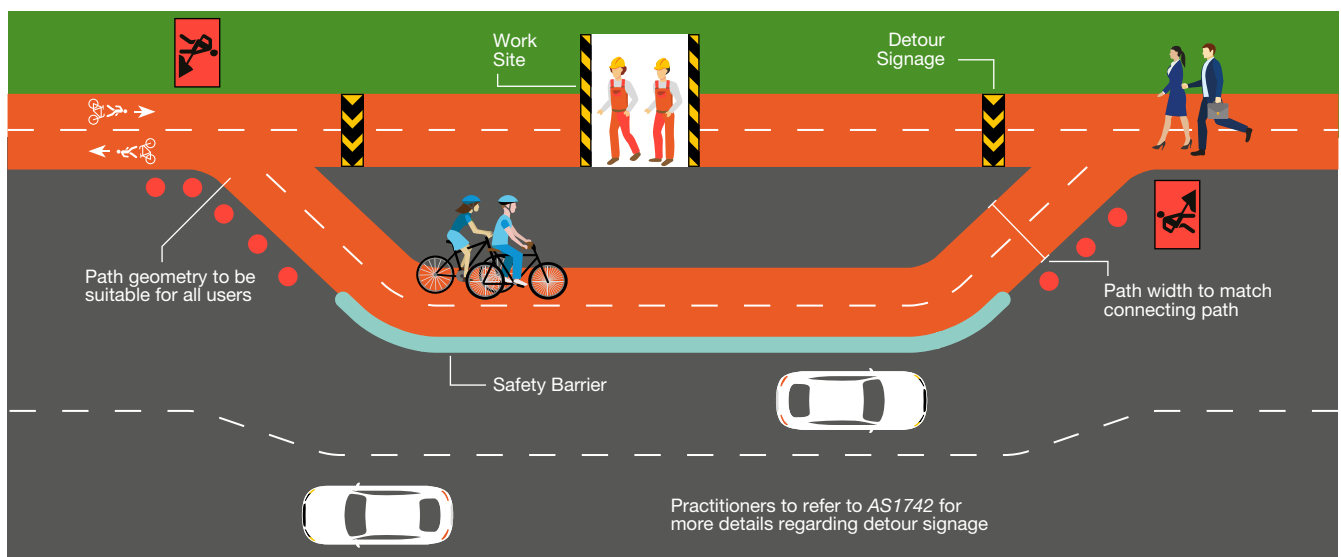 Work
Site
Detour
Signage
Path geometry to be
suitable for all users
Path width to match
connecting path
Safety Barrier
Practitioners to refer to AS1742 for
more details regarding detour signage